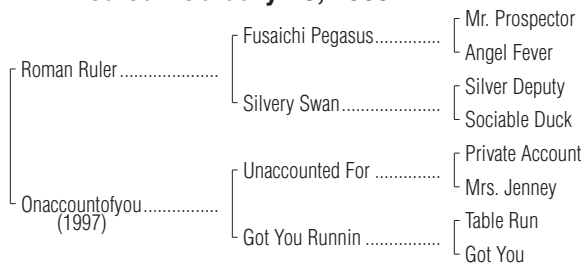 Mr. Prospector
Fusaichi Pegasus
Angel Fever
Roman Ruler
Silver Deputy
Silvery Swan
Sociable Duck
Private Account
Unaccounted For
Mrs. Jenney
Onaccountofyou
(1997)
Table Run
Got You Runnin
Got You